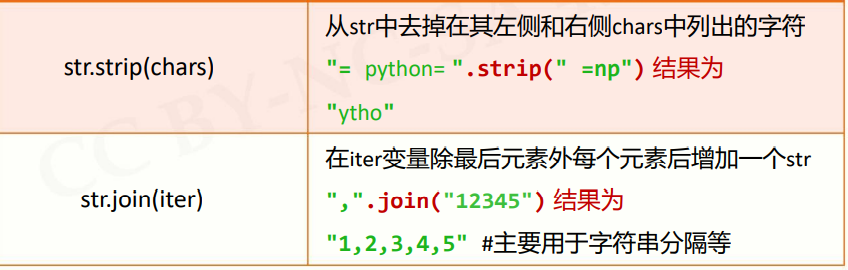 str.strip(chars)
从str中去掉在其左侧和右侧chars中列出的字符
"= python= ".strip(" =np") 结果为
"ytho"
str.join(iter)
在iter变量除最后元素外每个元素后增加一个str
",".join("12345") 结果为
"1,2,3,4,5" #主要用于字符串分隔等